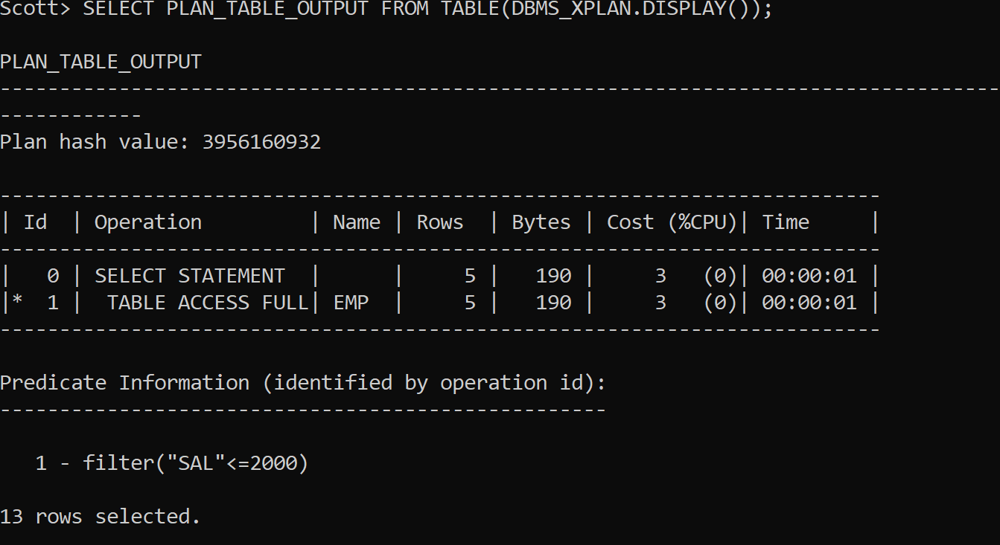 Scott> SELECT PLAN_TABLE_OUTPUT FROM TABLE(DBMS_XPLAN.DISPLAY());
PLAN_TABLE_OUTPUT
------------------------------------------------------------------------------------
------------
Plan hash value: 3956160932
--------------------------------------------------------------------------
| Id  | Operation         | Name | Rows  | Bytes | Cost (%CPU)| Time     |
--------------------------------------------------------------------------
|   0 | SELECT STATEMENT  |      |     5 |   190 |     3   (0)| 00:00:01 |
|*  1 |  TABLE ACCESS FULL| EMP  |     5 |   190 |     3   (0)| 00:00:01 |
--------------------------------------------------------------------------
Predicate Information (identified by operation id):
---------------------------------------------------
   1 - filter("SAL"<=2000)
13 rows selected.